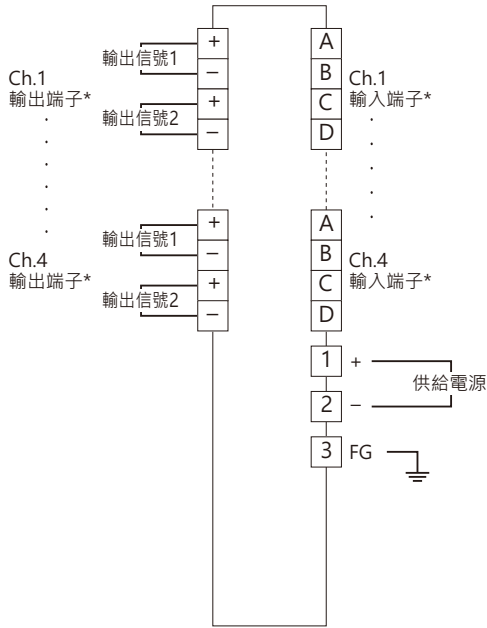 Ch.1
輸出端子*
輸出信號1
+
−
輸出信號2
+
−
A
B
C
D
Ch.1
輸入端子*
Ch.4
輸出端子*
輸出信號1
+
−
輸出信號2
+
−
A
B
C
D
Ch.4
輸入端子*
1 +
2 −
供給電源
3 FG